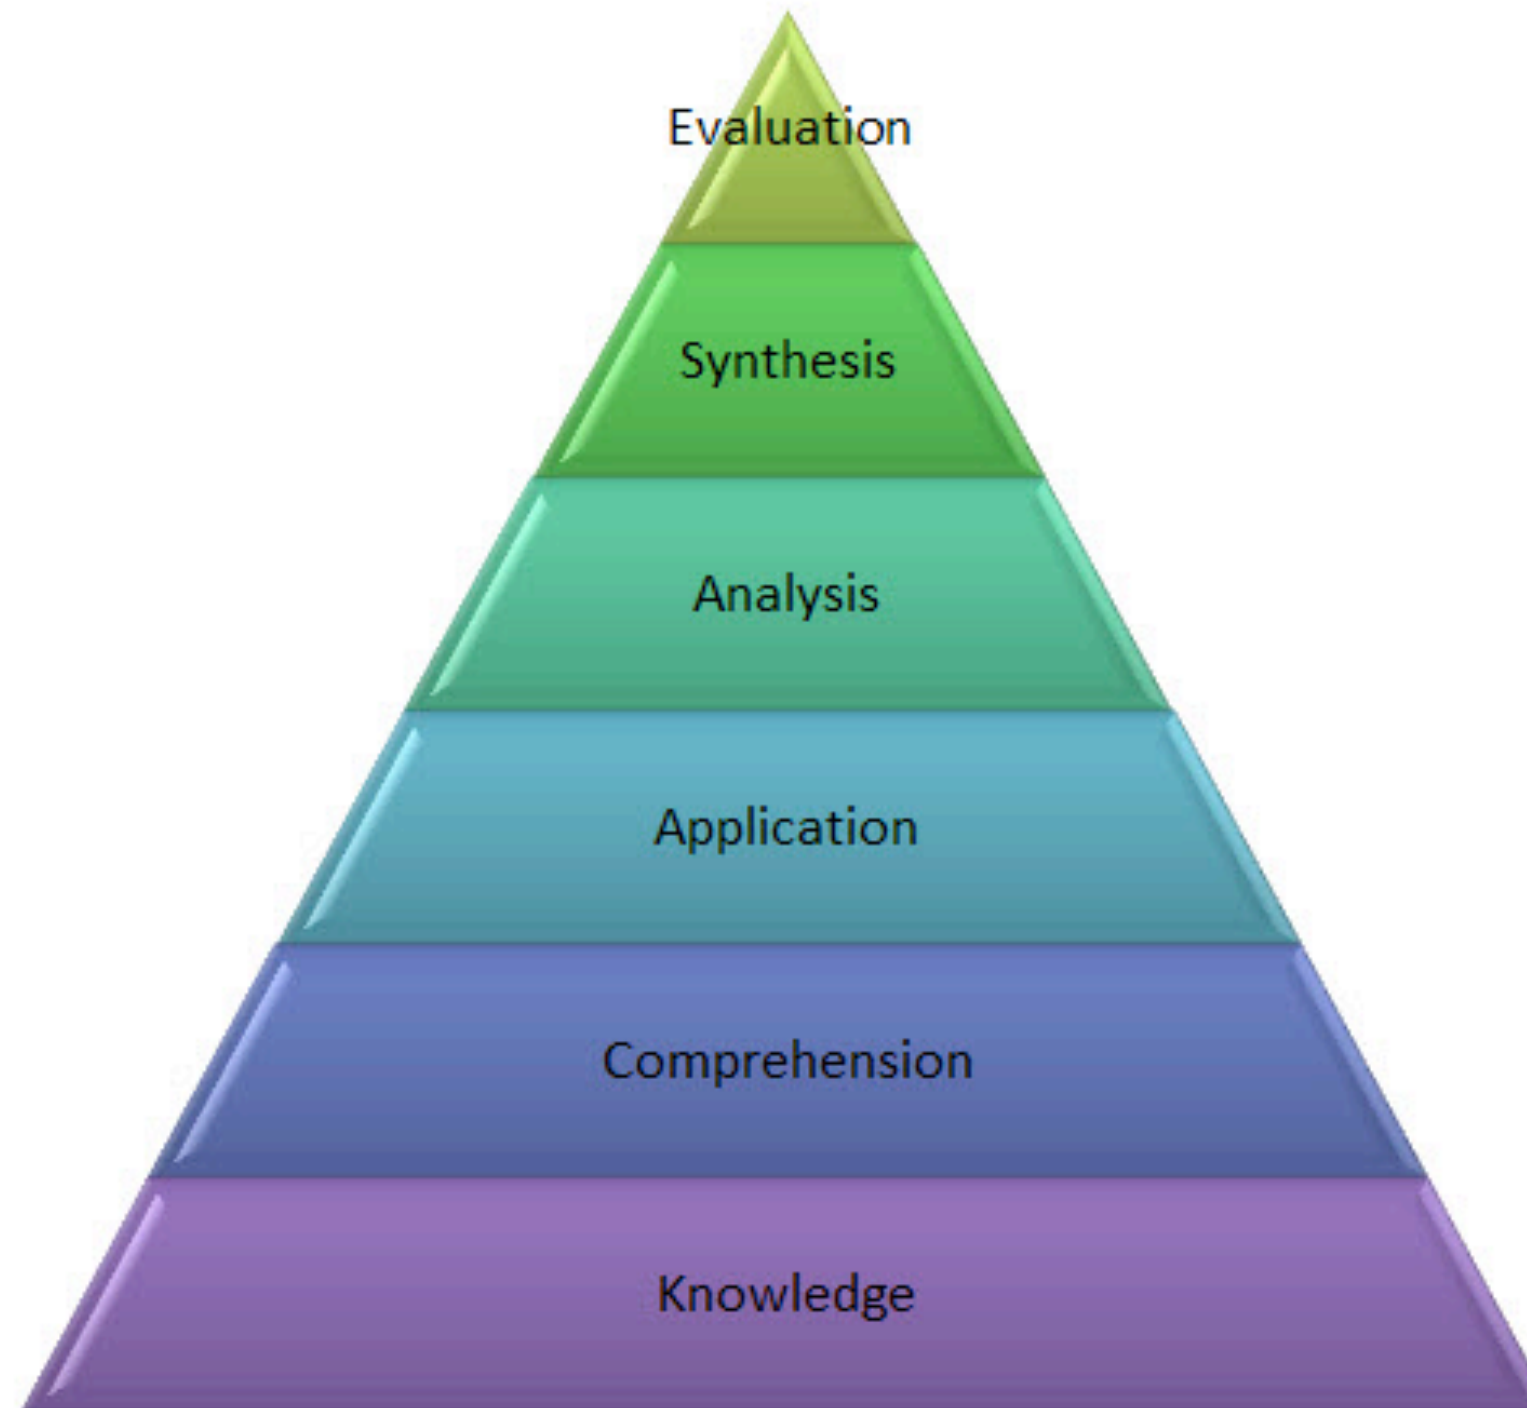 Evaluation
Synthesis
Analysis
Application
Comprehension
Knowledge